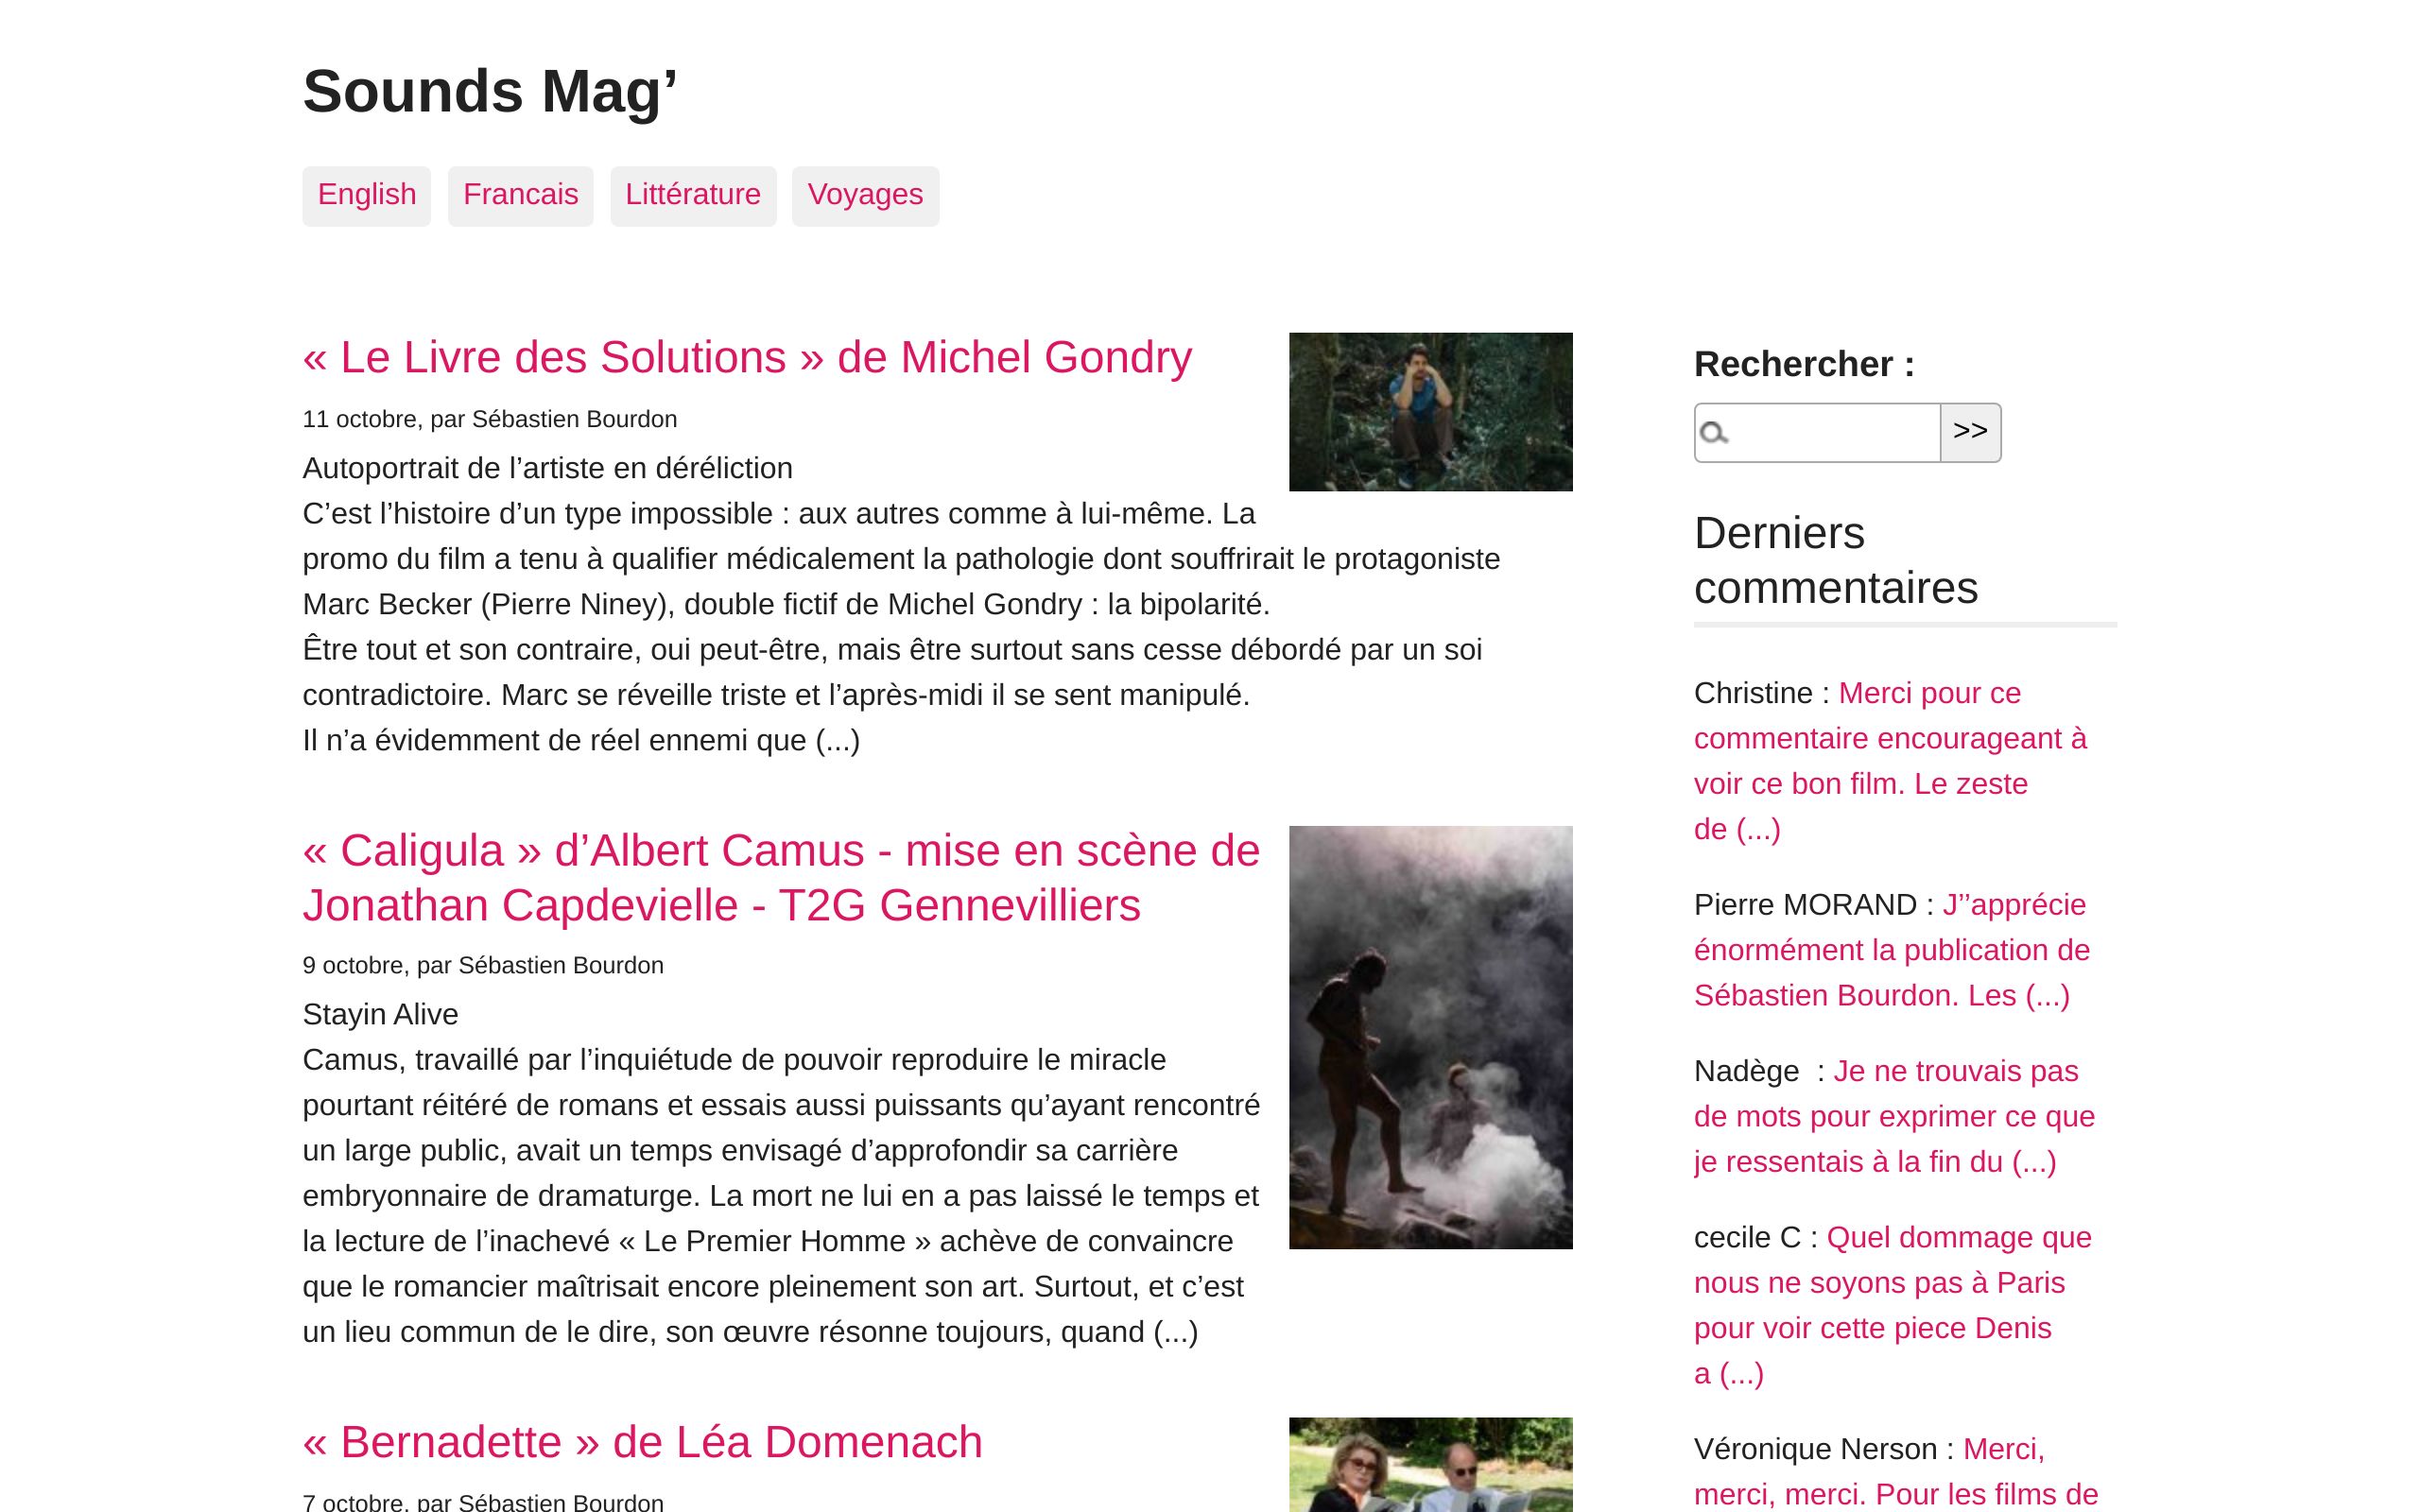 Sounds Mag’
English
Francais
Littérature
Voyages
« Le Livre des Solutions » de Michel Gondry
11 octobre, par Sébastien Bourdon
Autoportrait de l’artiste en déréliction
C’est l’histoire d’un type impossible : aux autres comme à lui-même. La
promo du film a tenu à qualifier médicalement la pathologie dont souffrirait le protagoniste
Marc Becker (Pierre Niney), double fictif de Michel Gondry : la bipolarité.
Être tout et son contraire, oui peut-être, mais être surtout sans cesse débordé par un soi
contradictoire. Marc se réveille triste et l’après-midi il se sent manipulé.
Il n’a évidemment de réel ennemi que (...)
« Caligula » d’Albert Camus - mise en scène de
Jonathan Capdevielle - T2G Gennevilliers
9 octobre, par Sébastien Bourdon
Stayin Alive
Camus, travaillé par l’inquiétude de pouvoir reproduire le miracle
pourtant réitéré de romans et essais aussi puissants qu’ayant rencontré
un large public, avait un temps envisagé d’approfondir sa carrière
embryonnaire de dramaturge. La mort ne lui en a pas laissé le temps et
la lecture de l’inachevé « Le Premier Homme » achève de convaincre
que le romancier maîtrisait encore pleinement son art. Surtout, et c’est
un lieu commun de le dire, son œuvre résonne toujours, quand (...)
« Bernadette » de Léa Domenach
7 octobre, par Sébastien Bourdon
Rechercher :
>>
Derniers
commentaires
Christine : Merci pour ce
commentaire encourageant à
voir ce bon film. Le zeste
de (...)
Pierre MORAND : J’’apprécie
énormément la publication de
Sébastien Bourdon. Les (...)
Nadège  : Je ne trouvais pas
de mots pour exprimer ce que
je ressentais à la fin du (...)
cecile C : Quel dommage que
nous ne soyons pas à Paris
pour voir cette piece Denis
a (...)
Véronique Nerson : Merci,
merci, merci. Pour les films de